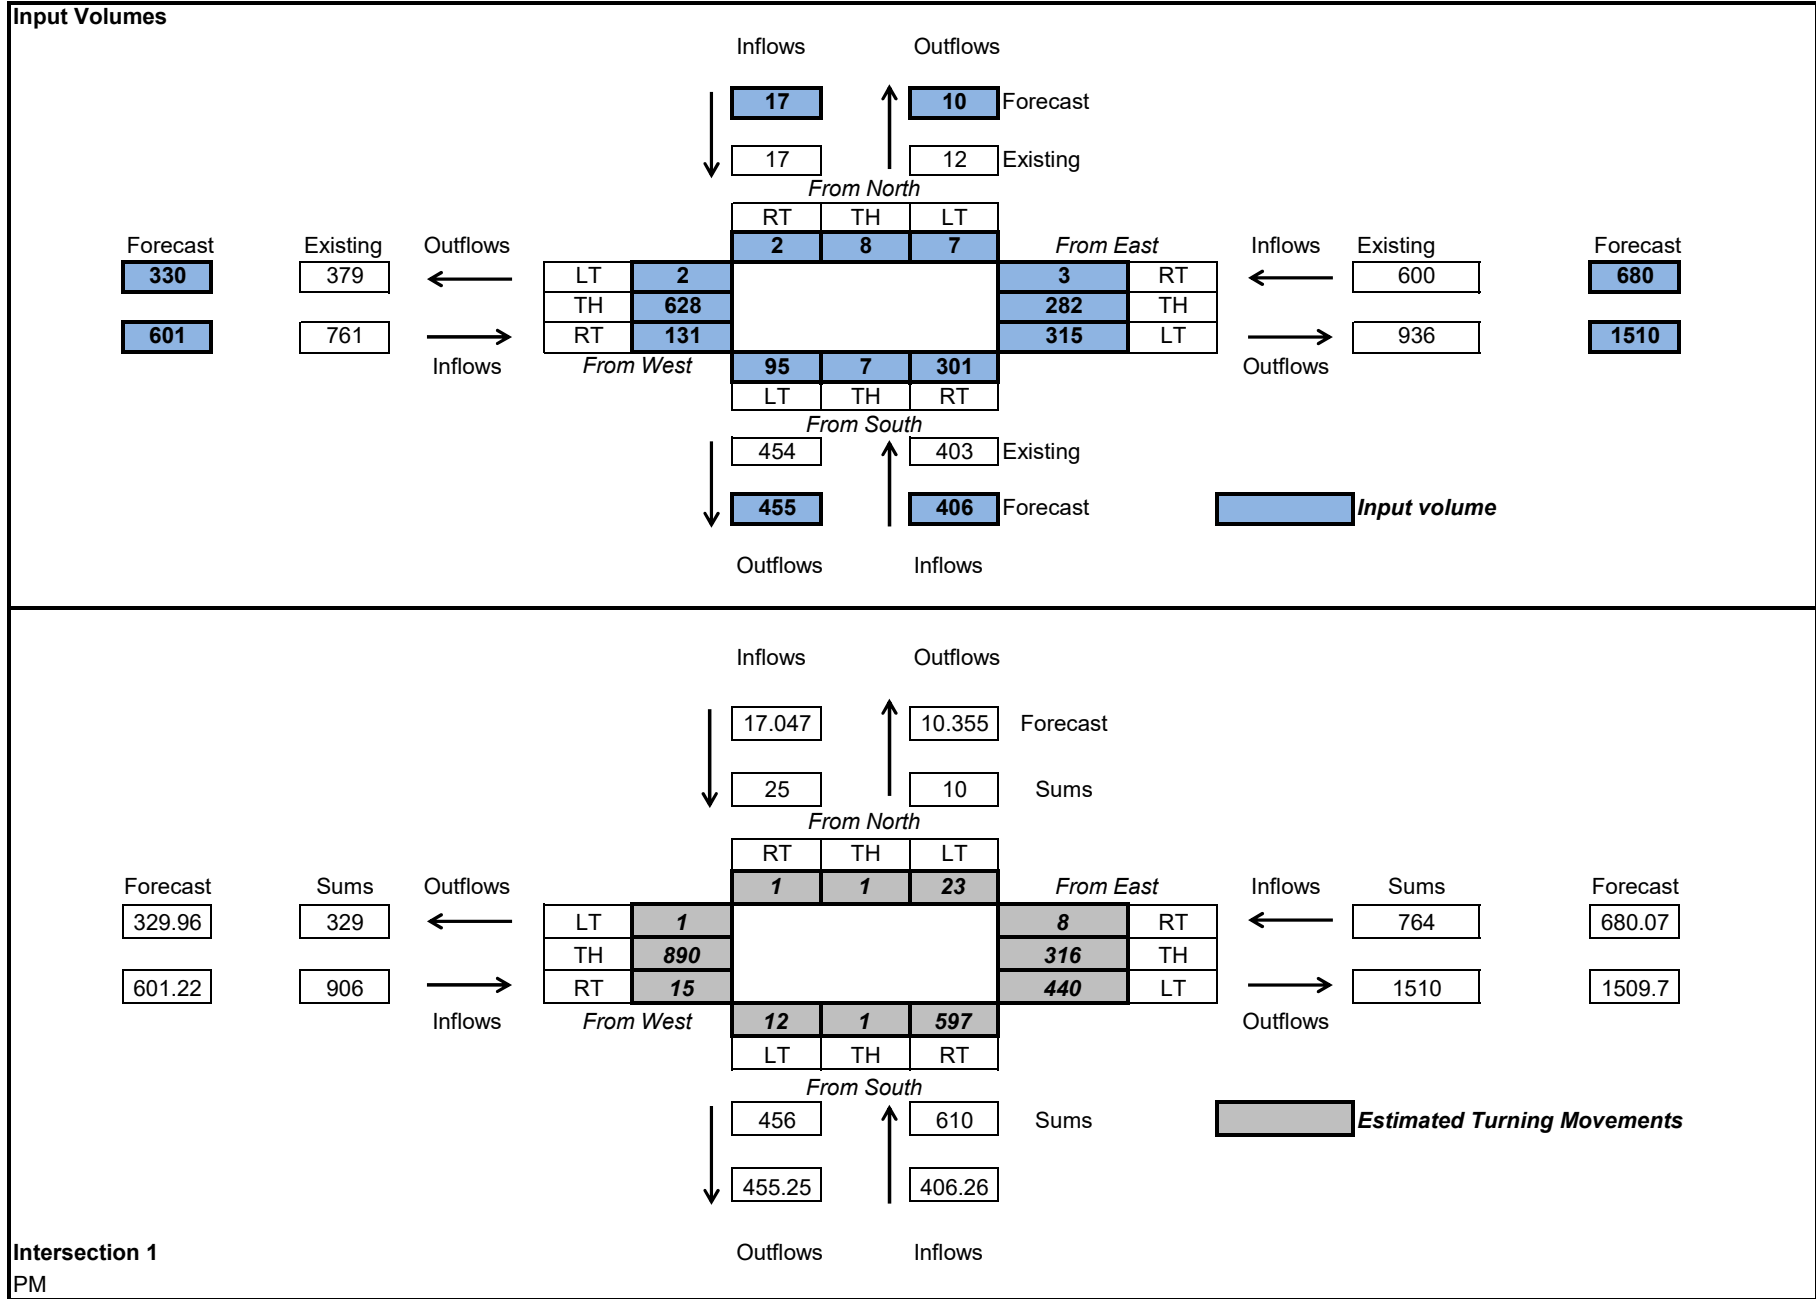 Input Volumes
Inflows Outflows
17 10 Forecast
17 12 Existing
From North
RT TH LT
Forecast Existing Outflows 2 8 7 From East Inflows Existing Forecast
330 379 LT 2 3 RT 600 680
TH 628 282 TH
601 761 RT 131 315 LT 936 1510
Inflows From West 95 7 301 Outflows
LT TH RT
From South
454 403 Existing
455 406 Forecast Input volume
Outflows Inflows
Inflows Outflows
17.047 10.355 Forecast
25 10 Sums
From North
RT TH LT
Forecast Sums Outflows 1 1 23 From East Inflows Sums Forecast
329.96 329 LT 1 8 RT 764 680.07
TH 890 316 TH
601.22 906 RT 15 440 LT 1510 1509.7
Inflows From West 12 1 597 Outflows
LT TH RT
From South
456 610 Sums Estimated Turning Movements
455.25 406.26
Intersection 1 Outflows Inflows
PM